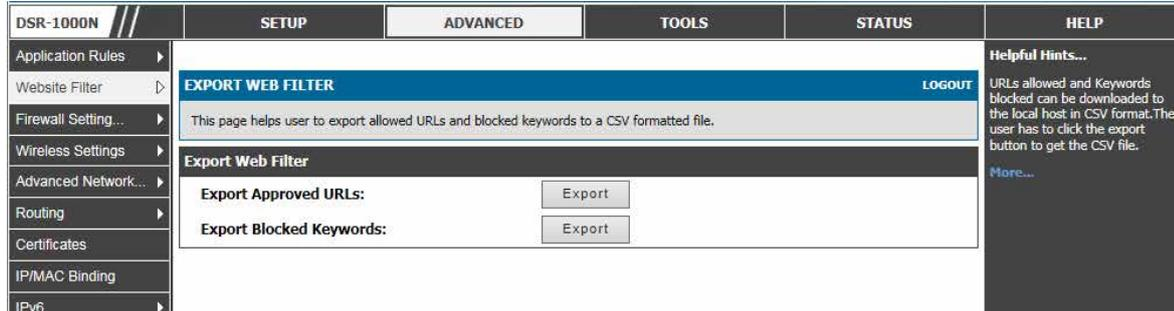 DSR-1000N
SETUP
ADVANCED
TOOLS
STATUS
HELP
Application Rules
Website Filter
Firewall Setting...
Wireless Settings
Advanced Network...
Routing
Certificates
IP/MAC Binding
IPv6
EXPORT WEB FILTER
LOGOUT
This page helps user to export allowed URLs and blocked keywords to a CSV formatted file.
Export Web Filter
Export Approved URLs:
Export
Export Blocked Keywords:
Export
Helpful Hints...
URLs allowed and Keywords
blocked can be downloaded to
the local host in CSV format.The
user has to click the export
button to get the CSV file.
More...